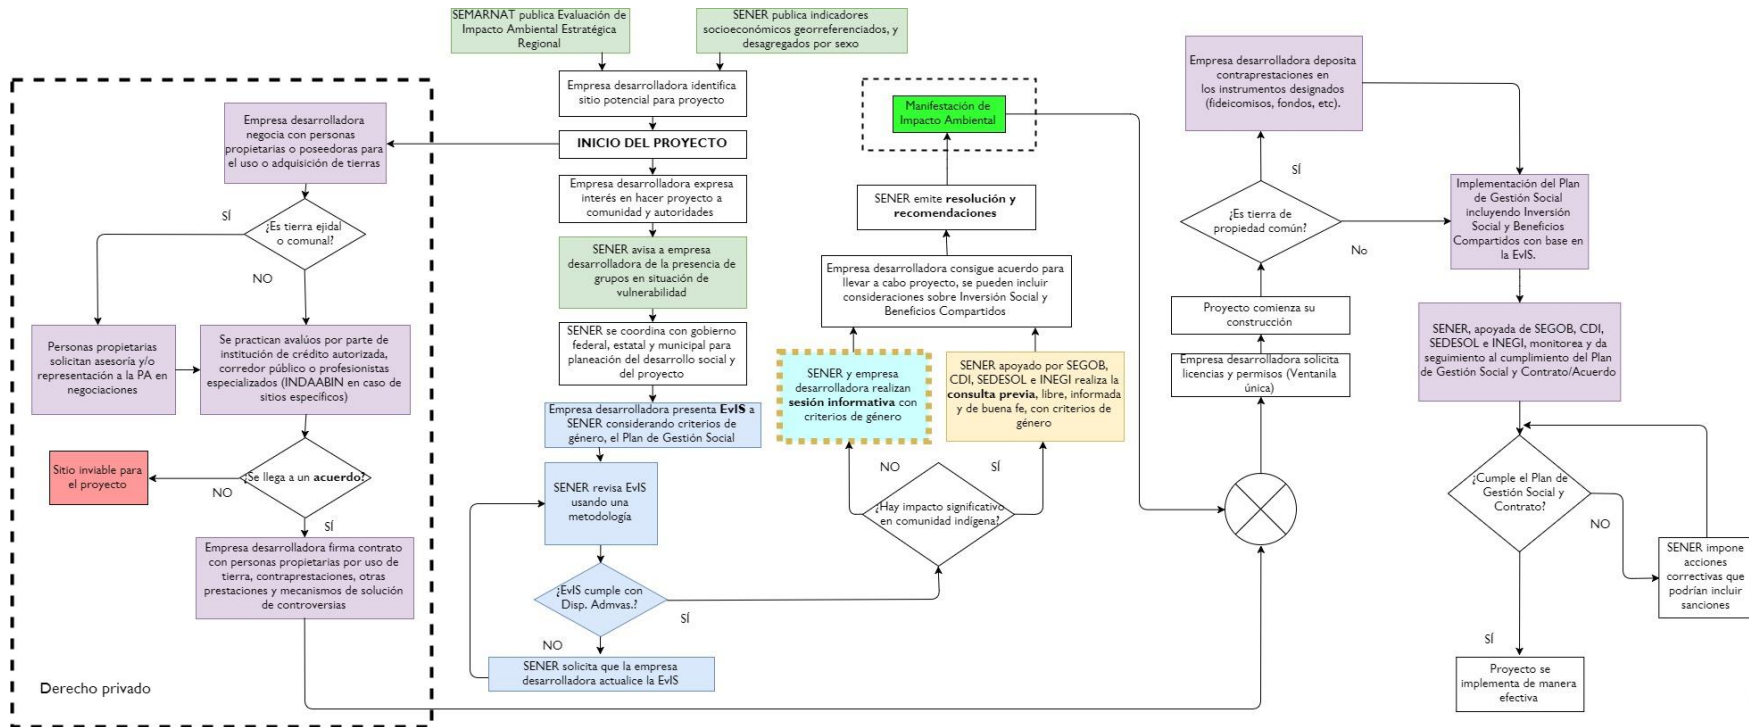 SEMARNAT publica Evaluación de
Impacto Ambiental Estratégica
Regional
SENER publica indicadores
socioeconómicos georreferenciados, y
desagregados por sexo
Empresa desarrolladora identifica
sitio potencial para proyecto
INICIO DEL PROYECTO
Empresa desarrolladora
negocia con personas
propietarias o poseedoras para
el uso o adquisición de tierras
SÍ
¿Es tierra ejidal
o comunal?
NO
Personas propietarias
solicitan asesoría y/o
representación a la PA en
negociaciones
Se practican avalúos por parte de
institución de crédito autorizada,
corredor público o profesionistas
especializados (INDAABIN en caso de
sitios específicos)
Sitio inviable para
el proyecto
¿Se llega a un acuerdo?
NO
SÍ
Empresa desarrolladora firma contrato
con personas propietarias por uso de
tierra, contraprestaciones, otras
prestaciones y mecanismos de solución
de controversias
Derecho privado
Empresa desarrolladora expresa
interés en hacer proyecto a
comunidad y autoridades
SENER avisa a empresa
desarrolladora de la presencia de
grupos en situación de
vulnerabilidad
SENER se coordina con gobierno
federal, estatal y municipal para
planeación del desarrollo social y
del proyecto
Empresa desarrolladora presenta EvIS a
SENER considerando criterios de
género, el Plan de Gestión Social
SENER revisa EvIS
usando una
metodología
¿EvIS cumple con
Disp. Admvas.?
SÍ
NO
SENER solicita que la empresa
desarrolladora actualice la EvIS
Manifestación de
Impacto Ambiental
SENER emite resolución y
recomendaciones
Empresa desarrolladora consigue acuerdo para
llevar a cabo proyecto, se pueden incluir
consideraciones sobre Inversión Social y
Beneficios Compartidos
SENER y empresa
desarrolladora realizan
sesión informativa con
criterios de género
SENER apoyado por SEGOB,
CDI, SEDESOL e INEGI realiza la
consulta previa, libre, informada
y de buena fe, con criterios de
género
NO
SÍ
¿Hay impacto significativo
en comunidad indígena?
Empresa desarrolladora deposita
contraprestaciones en
los instrumentos designados
(fideicomisos, fondos, etc).
SÍ
¿Es tierra de
propiedad común?
No
Proyecto comienza su
construcción
Empresa desarrolladora solicita
licencias y permisos (Ventanila
única)
Implementación del Plan
de Gestión Social
incluyendo Inversión
Social y Beneficios
Compartidos con base en
la EvIS.
SENER, apoyada de SEGOB, CDI,
SEDESOL e INEGI, monitorea y da
seguimiento al cumplimiento del Plan
de Gestión Social y Contrato/Acuerdo
¿Cumple el Plan de
Gestión Social y
Contrato?
NO
SENER impone
acciones
correctivas que
podrían incluir
sanciones
SÍ
Proyecto se
implementa de manera
efectiva